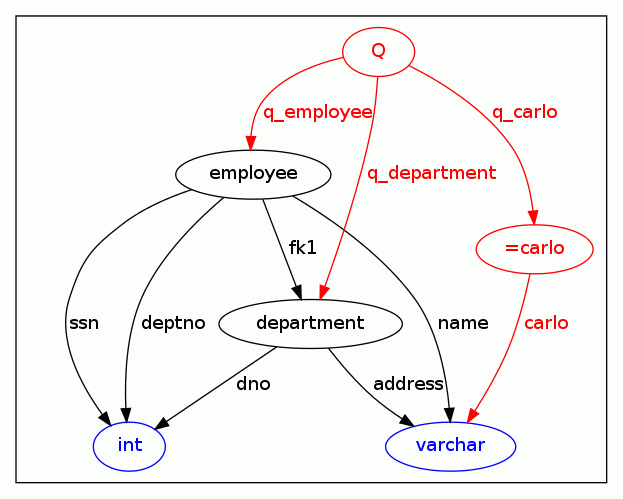 Q
q_employee
q_carlo
employee
q_department
fk1
=carlo
ssn
deptno
department
name
carlo
dno
address
int
varchar